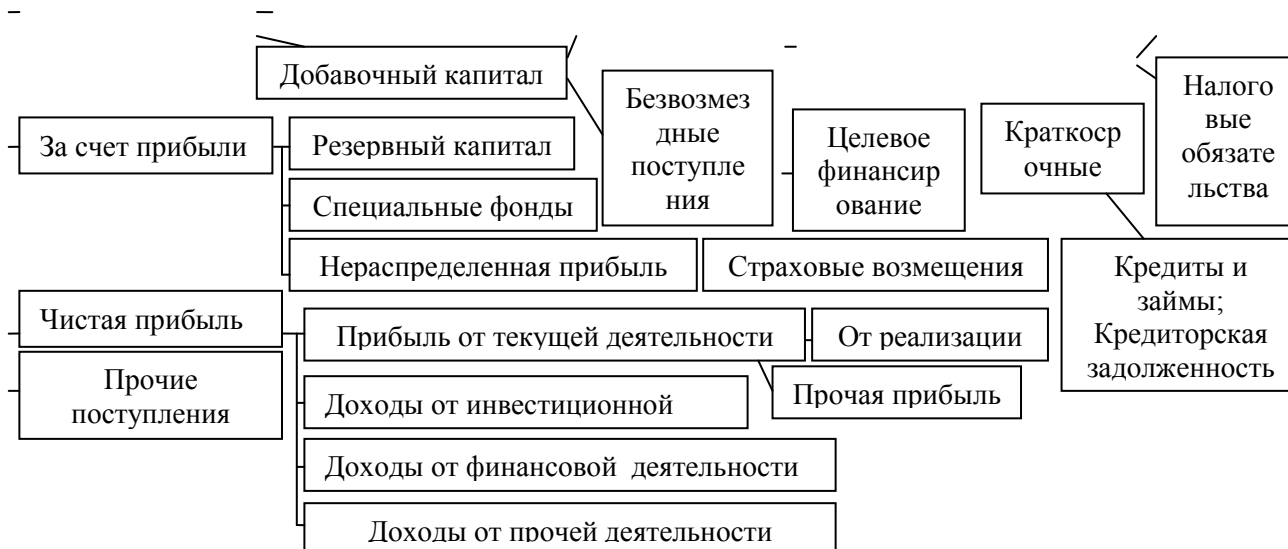 Добавочный капитал
Безвозмез
дные
поступле
ния
Целевое
финансир
ование
Краткоср
очные
Налого
вые
обязате
льства
За счет прибыли
Резервный капитал
Специальные фонды
Нераспределенная прибыль
Страховые возмещения
Кредиты и
займы;
Кредиторская
задолженность
Чистая прибыль
Прибыль от текущей деятельности
От реализации
Прочие
поступления
Прочая прибыль
Доходы от инвестиционной
Доходы от финансовой деятельности
Доходы от прочей деятельности